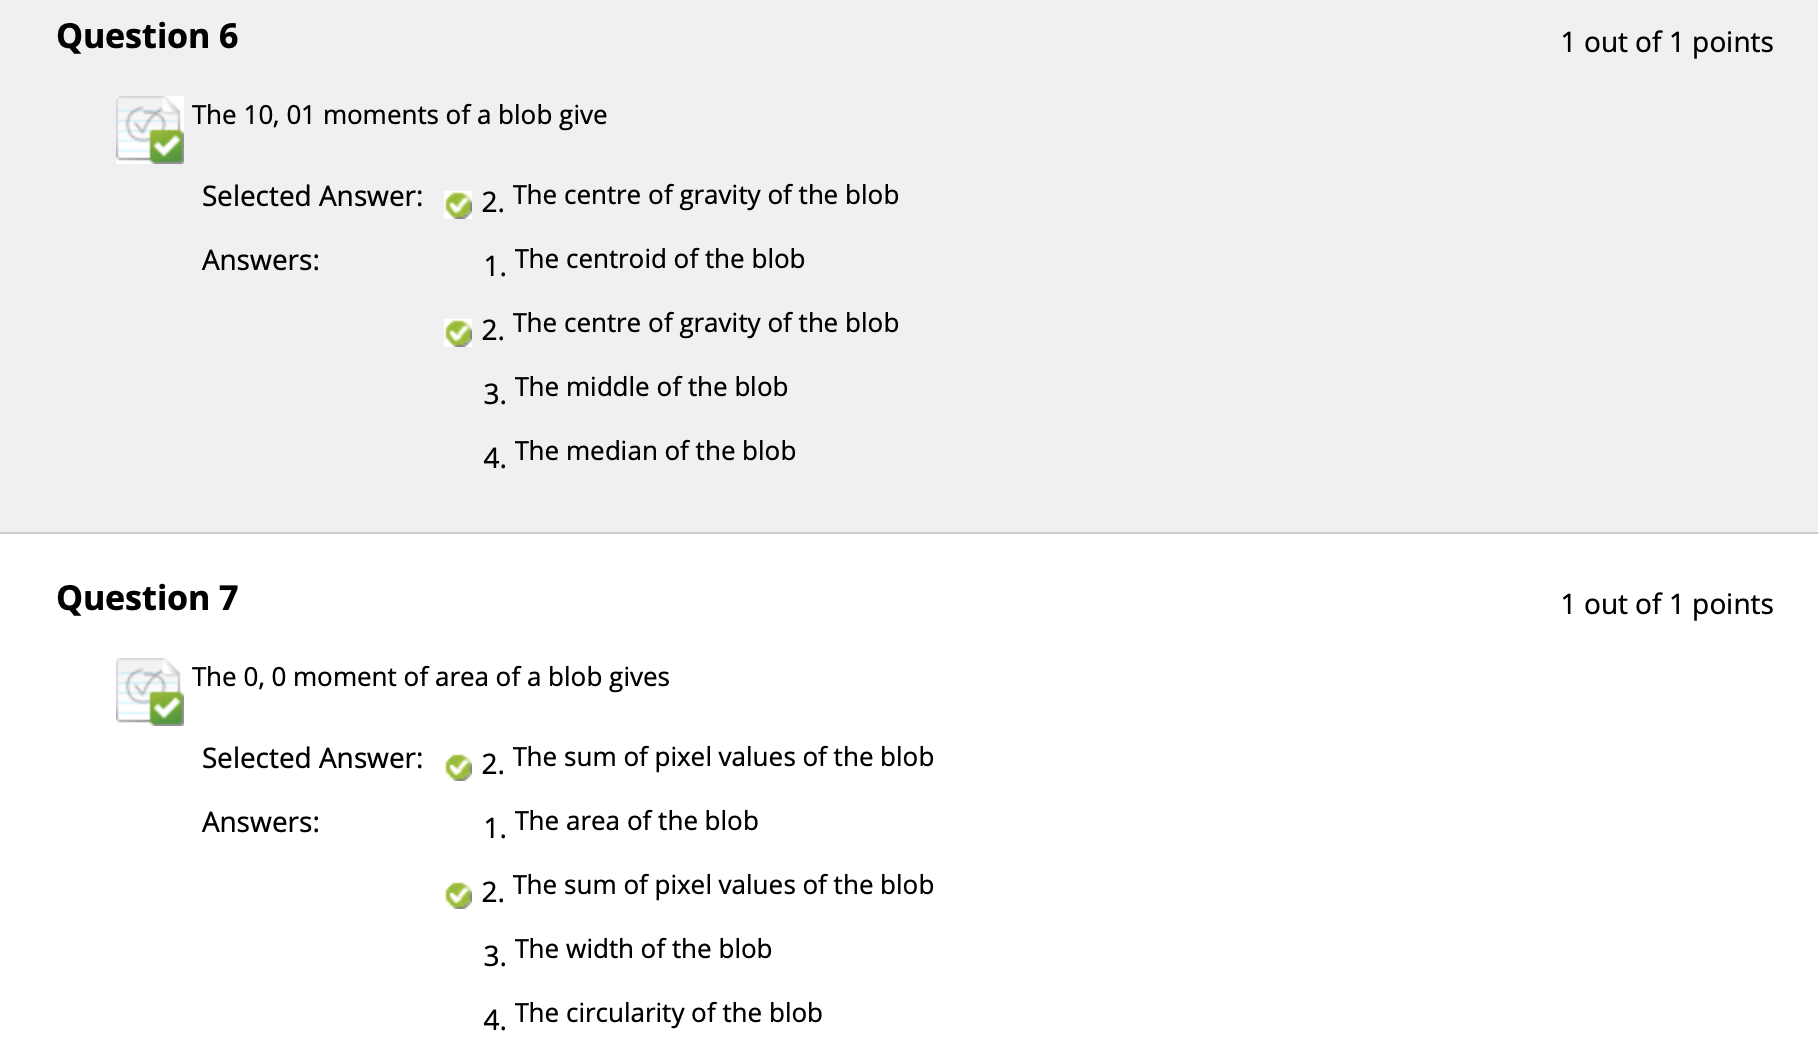 Question 6
1 out of 1 points
The 10, 01 moments of a blob give
Selected Answer: 2. The centre of gravity of the blob
Answers: 1. The centroid of the blob
2. The centre of gravity of the blob
3. The middle of the blob
4. The median of the blob
Question 7
1 out of 1 points
The 0, 0 moment of area of a blob gives
Selected Answer: 2. The sum of pixel values of the blob
Answers: 1. The area of the blob
2. The sum of pixel values of the blob
3. The width of the blob
4. The circularity of the blob